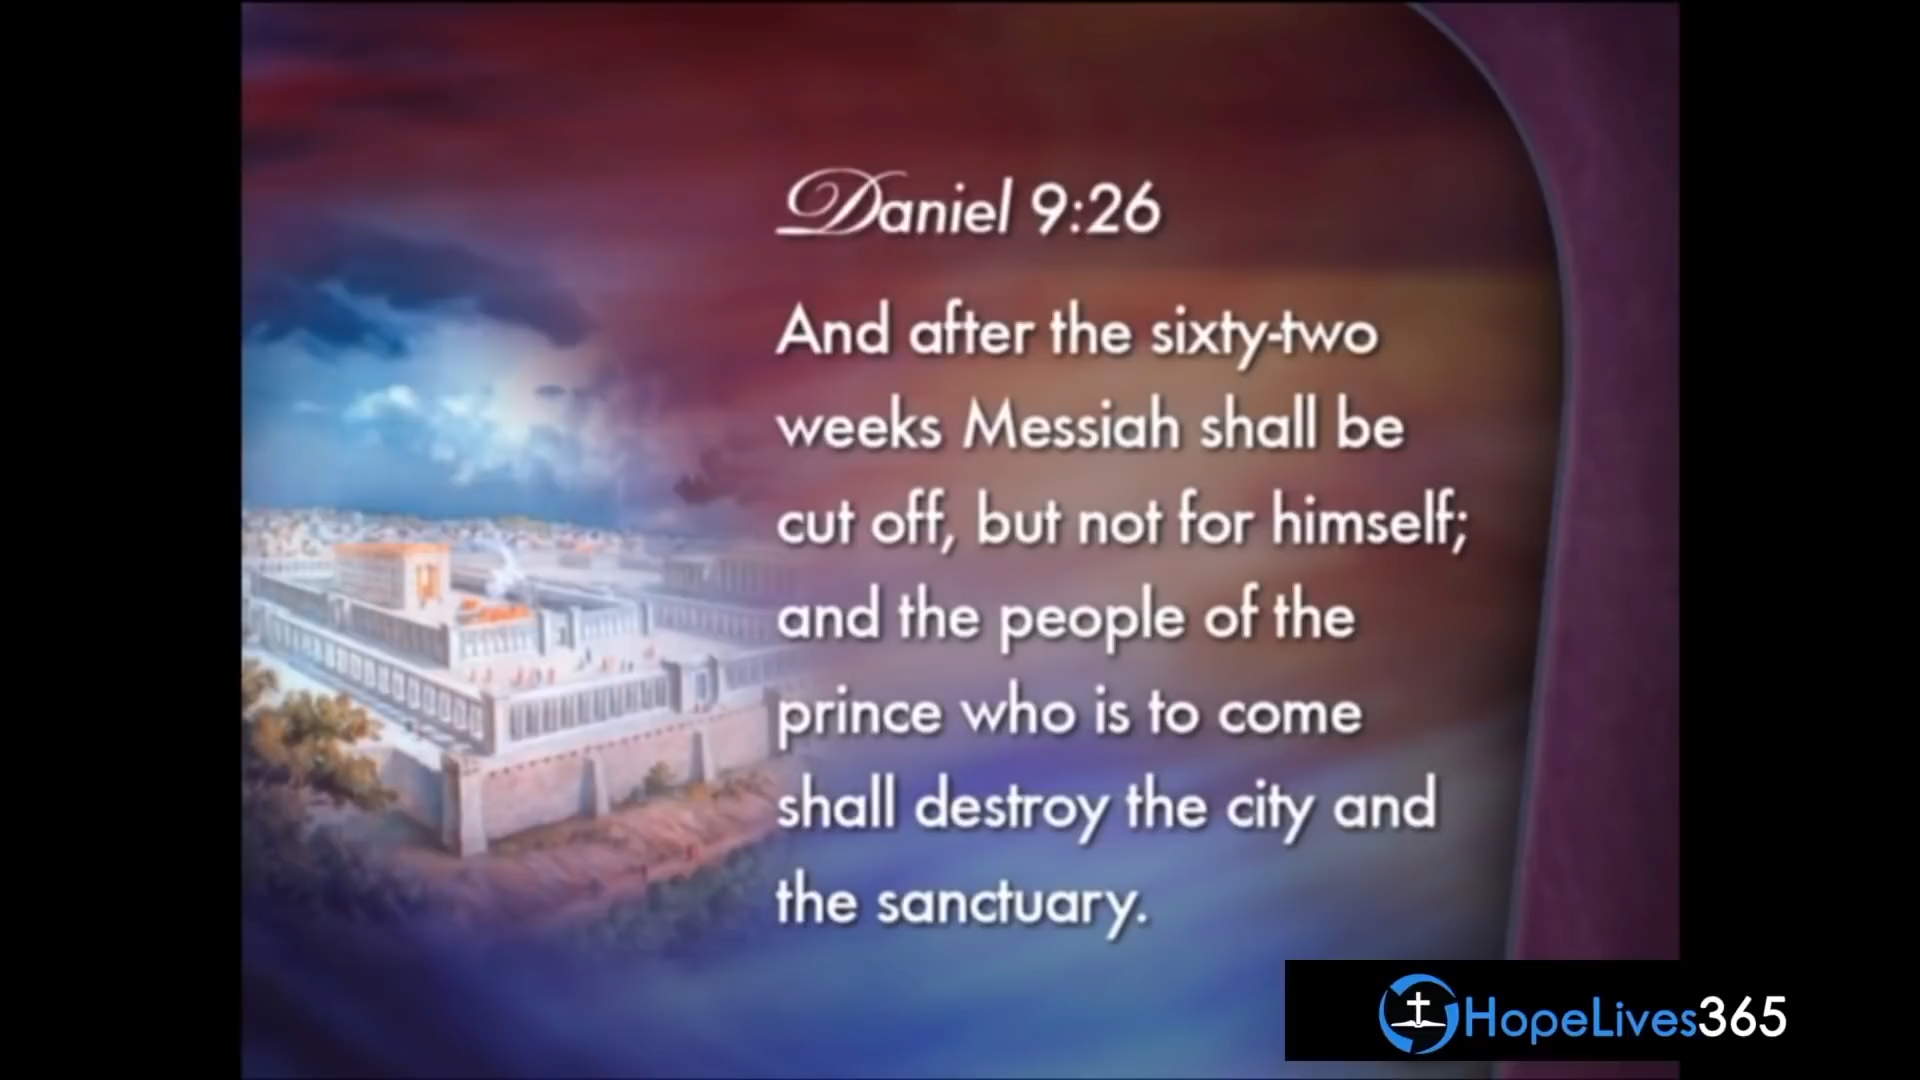 Daniel 9:26
And after the sixty-two
weeks Messiah shall be
cut off, but not for himself;
and the people of the
prince who is to come
shall destroy the city and
the sanctuary.
HopeLives365